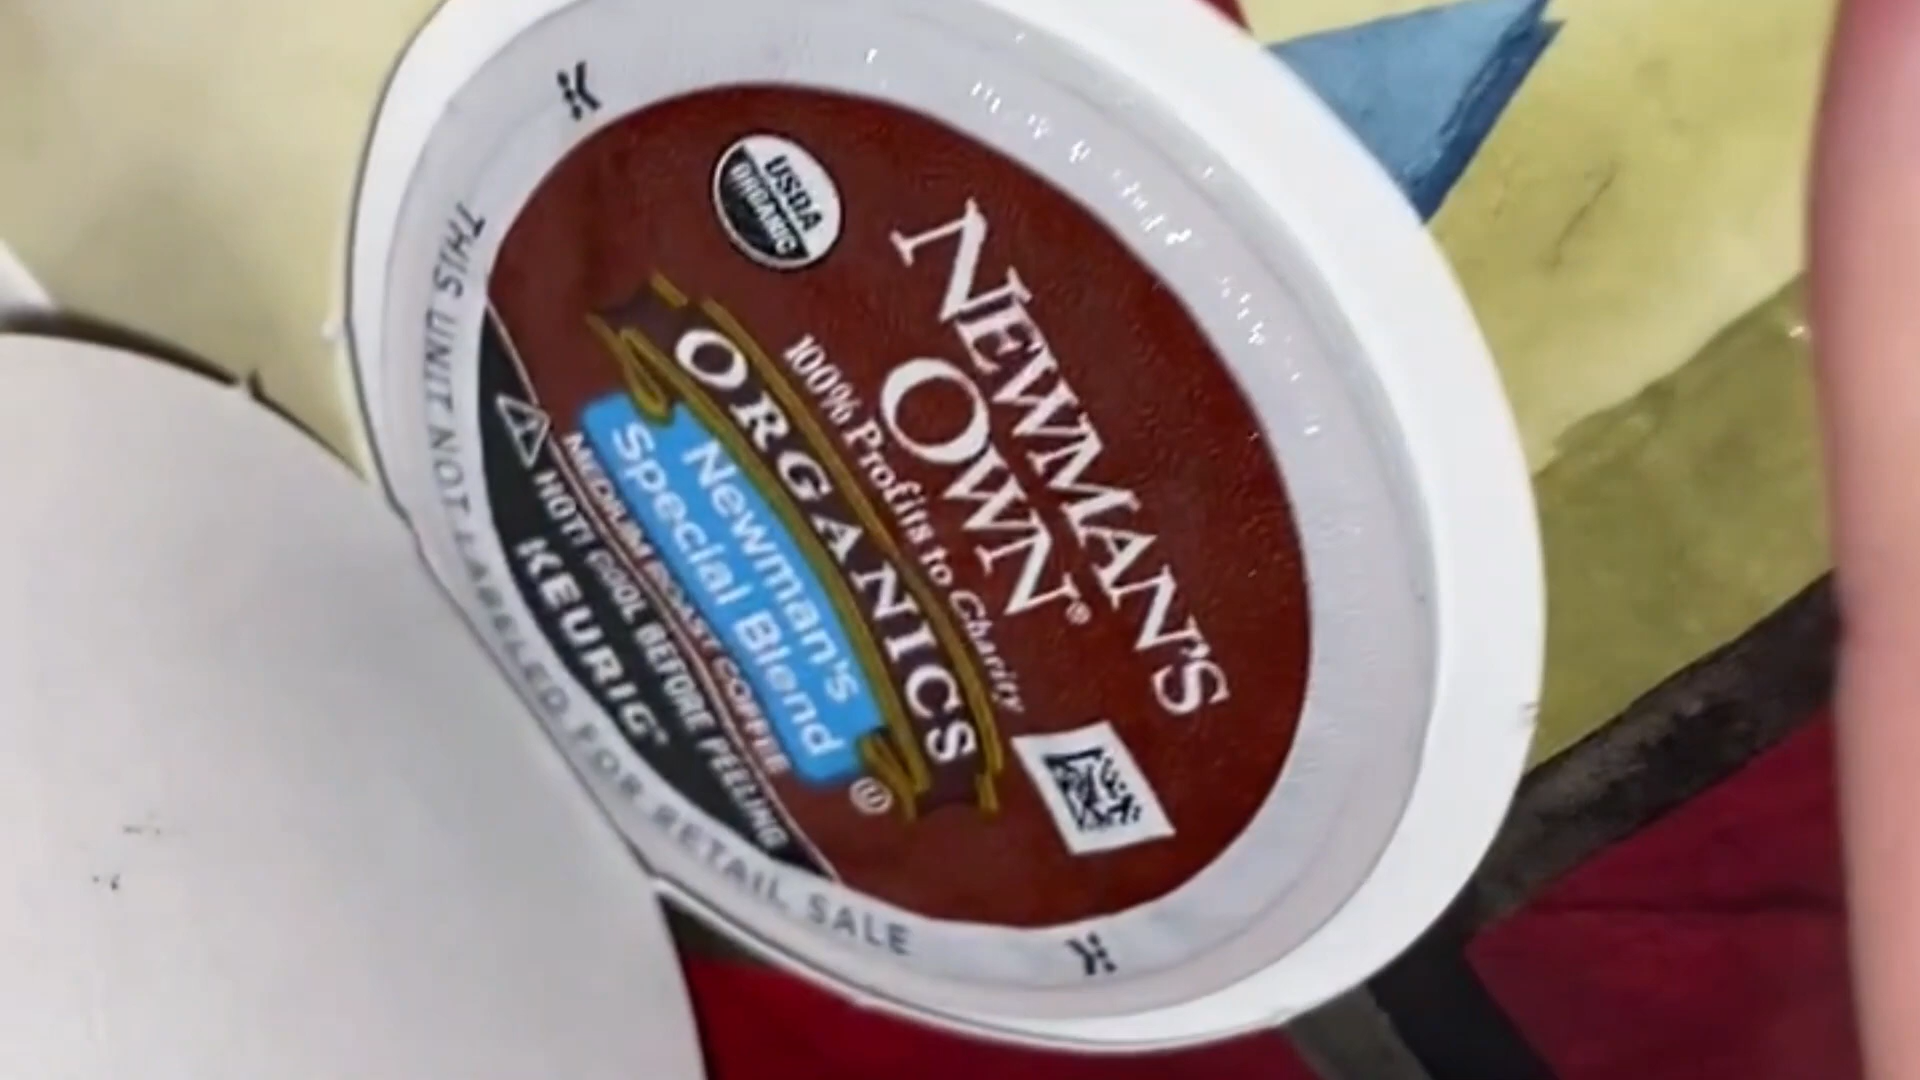 USDA
ORGANIC
NEWMAN'S
OWN®
100% Profits to Charity
ORGANICS
Newman's
Special Blend
MEDIUM ROAST COFFEE
U
HOT! COOL BEFORE PEELING
KEURIG®
THIS UNIT NOT LABELED FOR RETAIL SALE